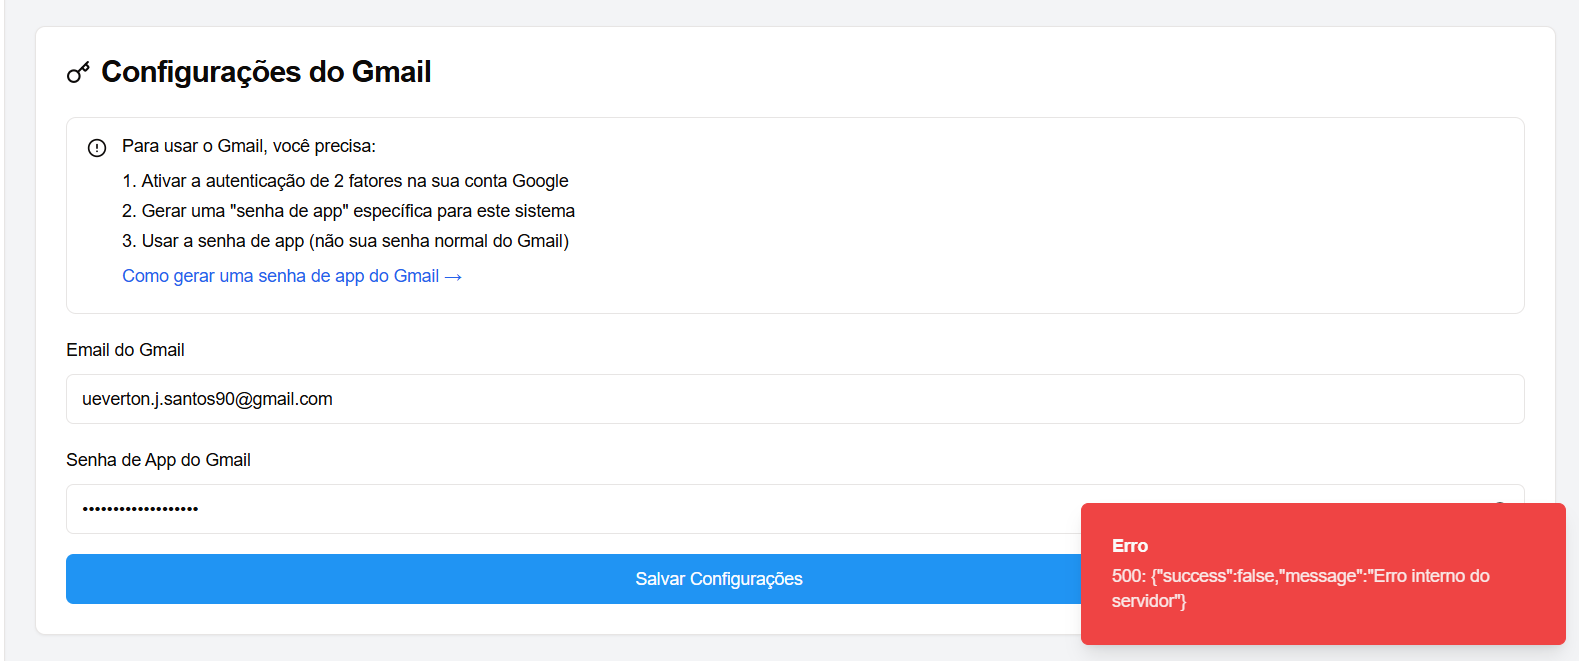 Configurações do Gmail
Para usar o Gmail, você precisa:
1. Ativar a autenticação de 2 fatores na sua conta Google
2. Gerar uma "senha de app" específica para este sistema
3. Usar a senha de app (não sua senha normal do Gmail)
Como gerar uma senha de app do Gmail →
Email do Gmail
ueverton.j.santos90@gmail.com
Senha de App do Gmail
•••••••••••••••••••
Salvar Configurações
Erro
500: {"success":false,"message":"Erro interno do
servidor"}